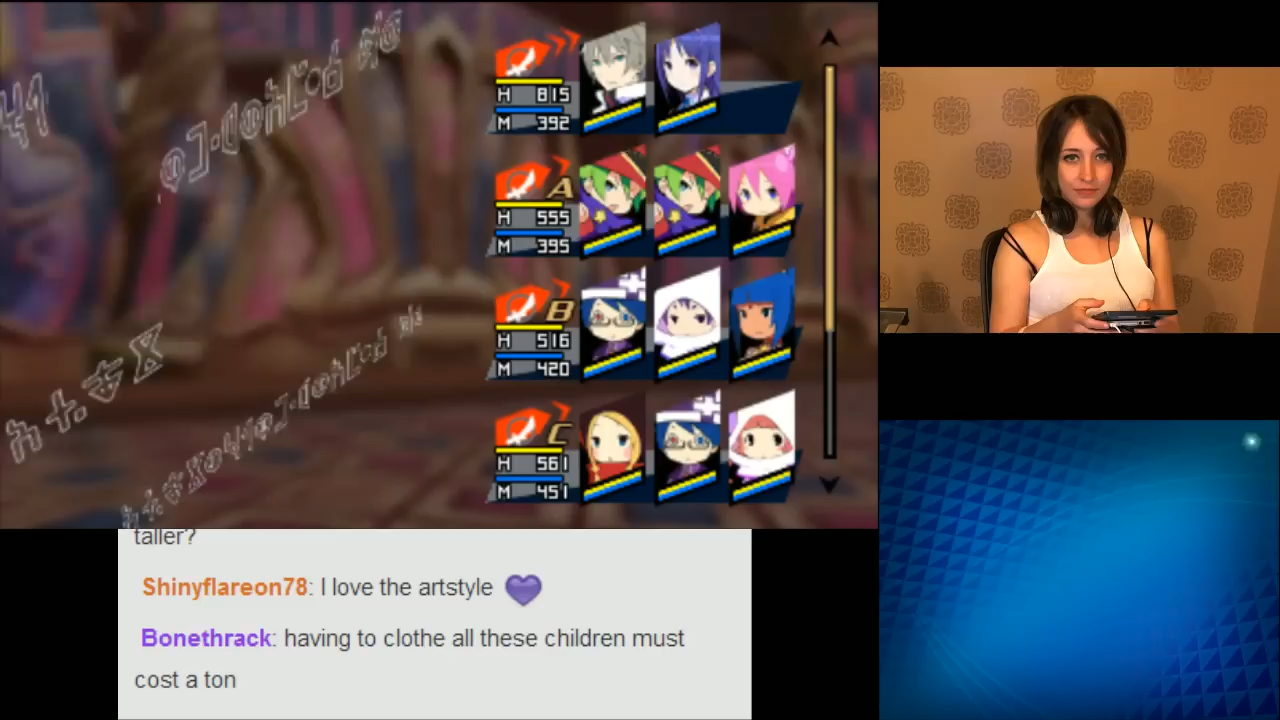 H 815
M 392
A
H 555
M 395
B
H 516
M 420
C
H 561
M 451
taller?
Shinyflareon78: I love the artstyle
Bonethrack: having to clothe all these children must
cost a ton